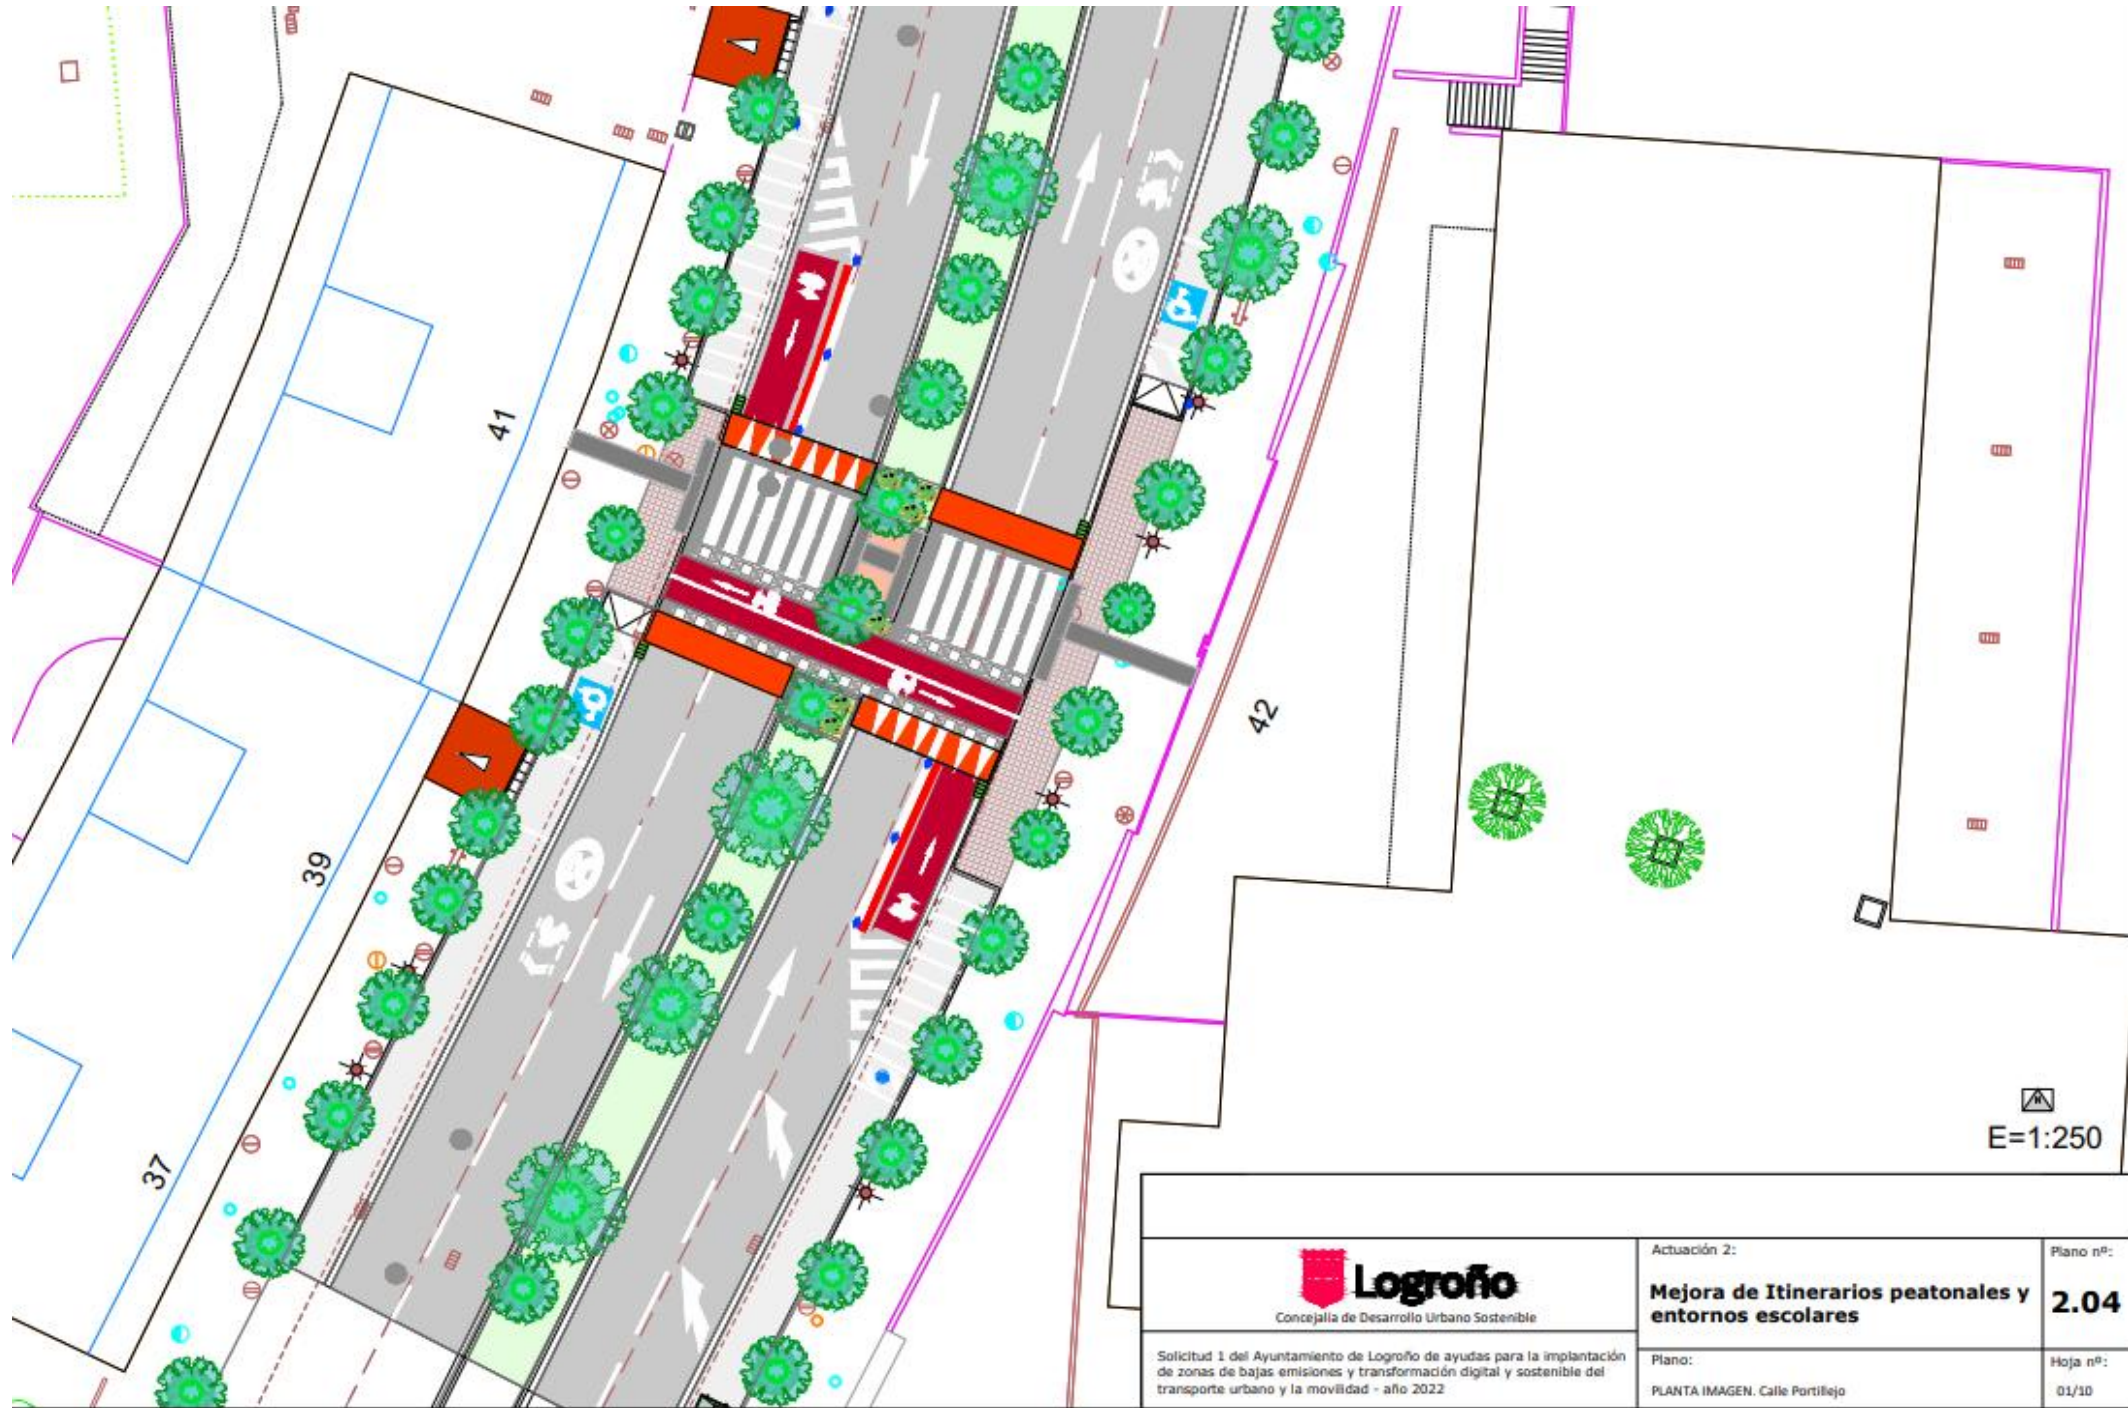 41
39
37
42
E=1:250
Logroño
Concejalía de Desarrollo Urbano Sostenible
Solicitud 1 del Ayuntamiento de Logroño de ayudas para la implantación
de zonas de bajas emisiones y transformación digital y sostenible del
transporte urbano y la movilidad - año 2022
Actuación 2:
Mejora de Itinerarios peatonales y
entornos escolares
Plano:
PLANTA IMAGEN. Calle Portillejo
Plano nº:
2.04
Hoja nº:
01/10